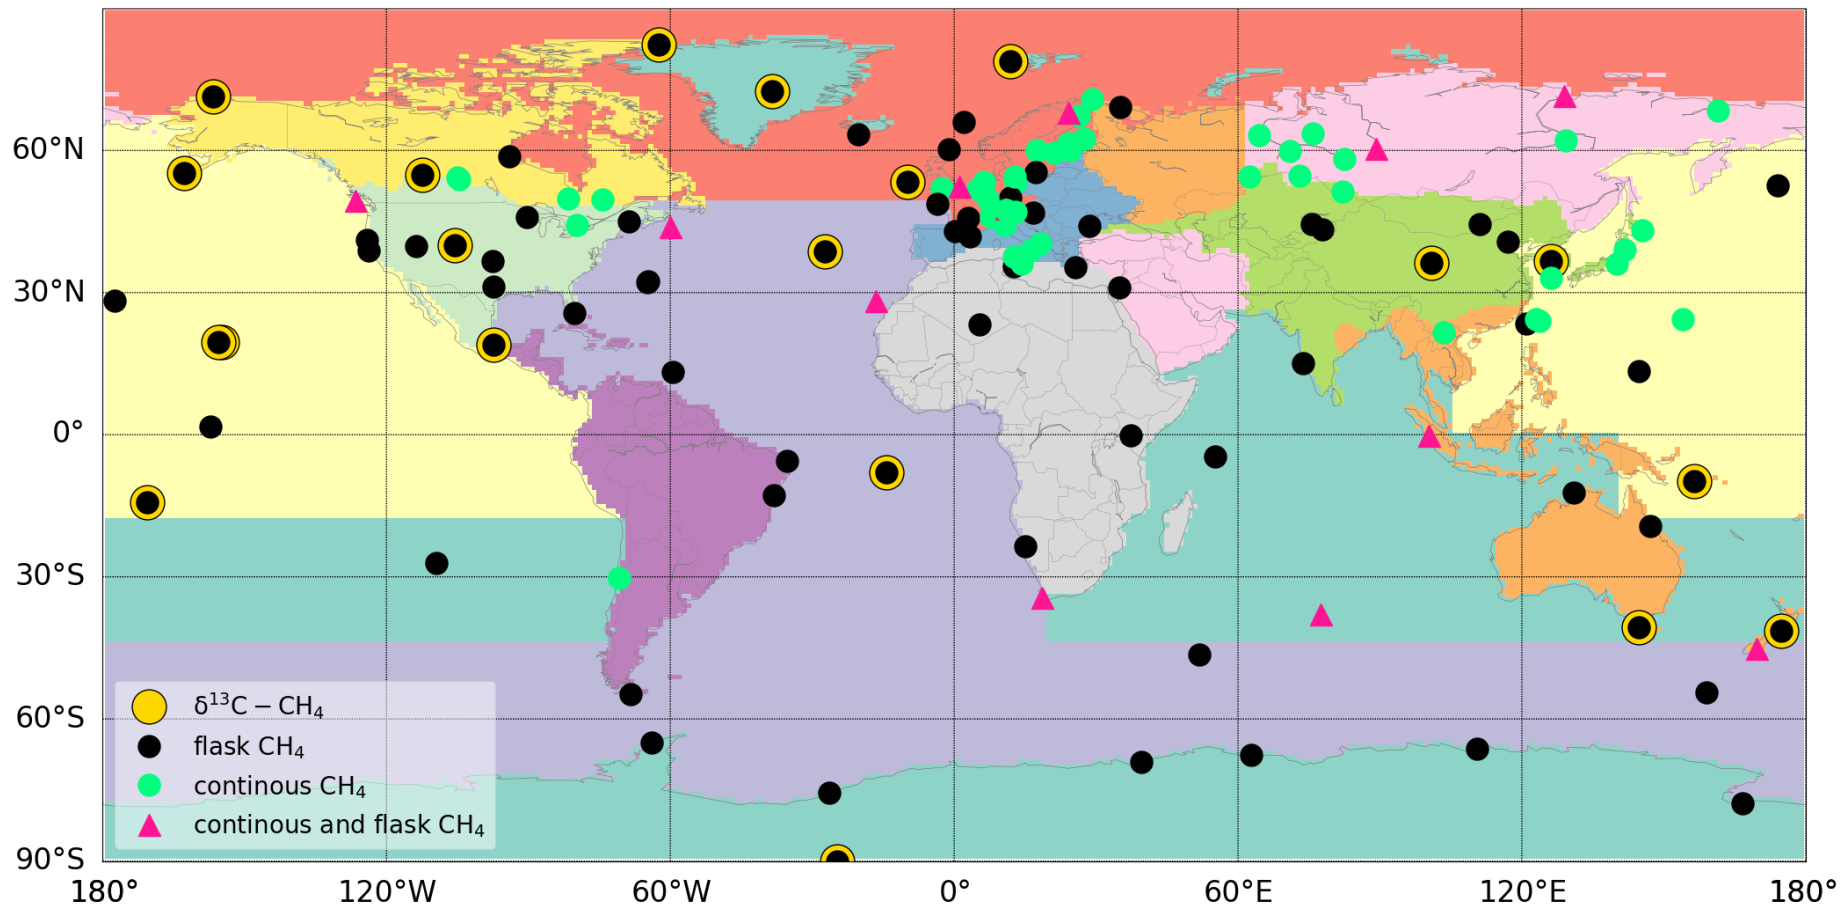 60°N
30°N
0°
30°S
60°S
90°S
δ¹³C − CH₄
flask CH₄
continous CH₄
continous and flask CH₄
180° 120°W 60°W 0° 60°E 120°E 180°